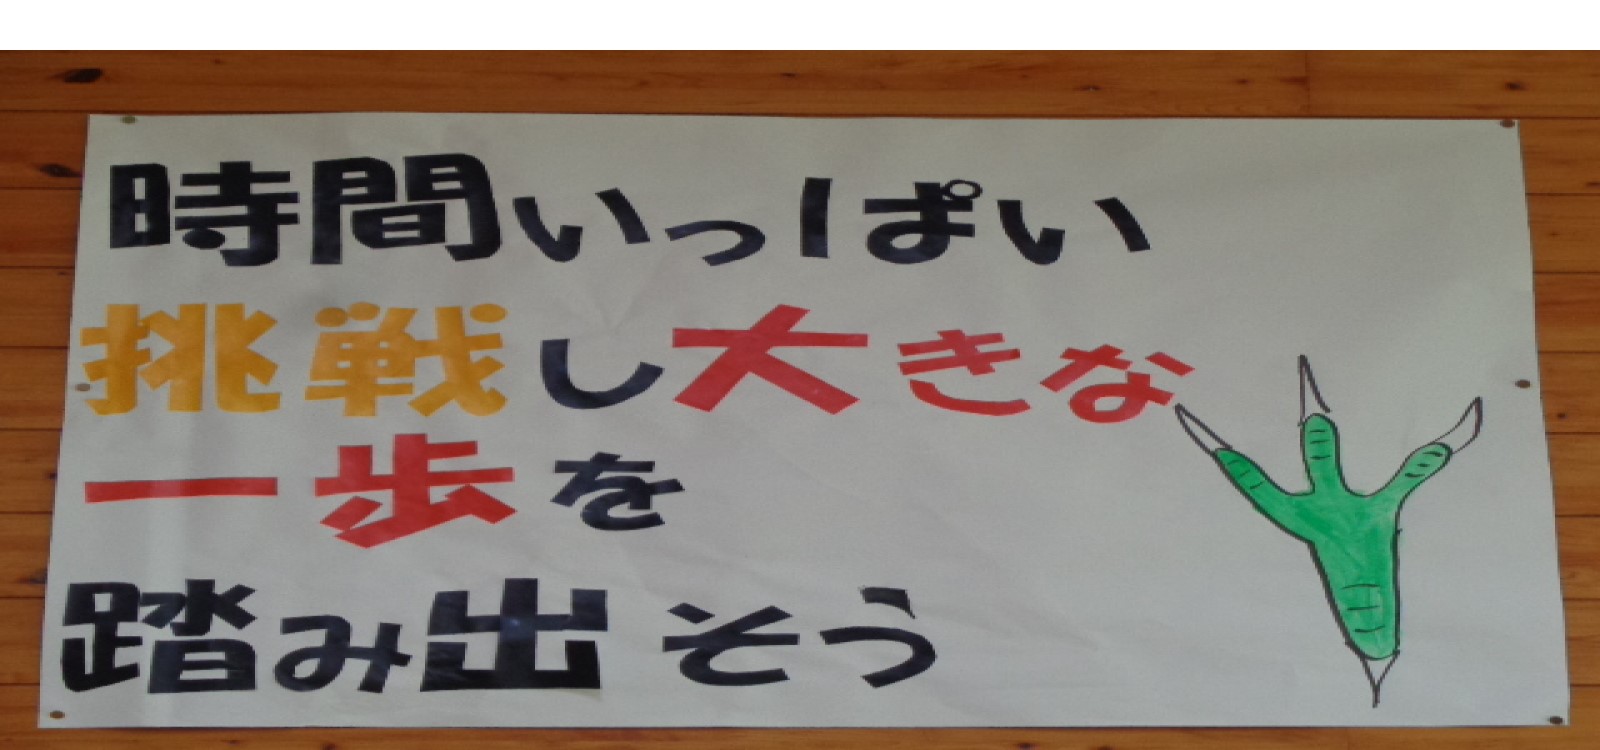 時間いっぱい
挑戦し大きな
一歩を
踏み出そう